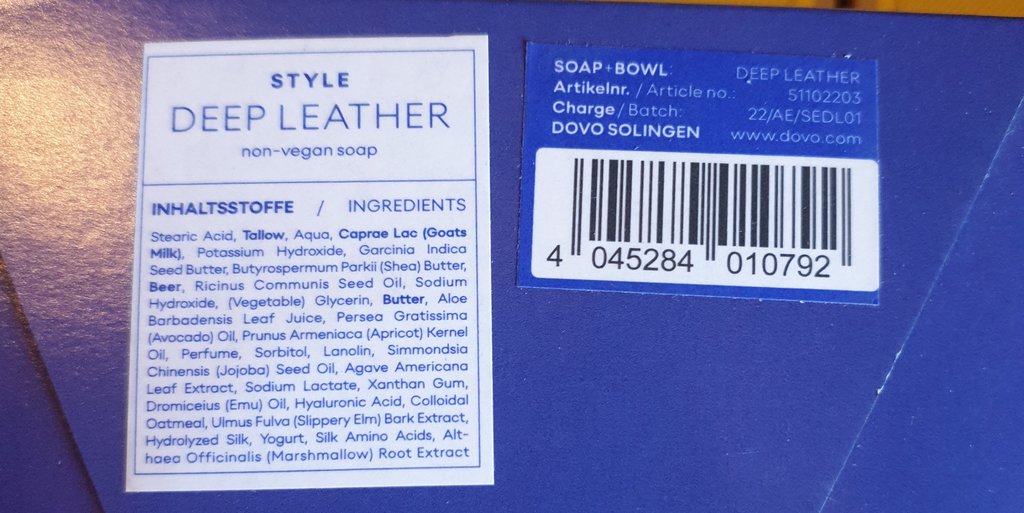 STYLE
DEEP LEATHER
non-vegan soap
INHALTSSTOFFE / INGREDIENTS
Stearic Acid, Tallow, Aqua, Caprae Lac (Goats
Milk), Potassium Hydroxide, Garcinia Indica
Seed Butter, Butyrospermum Parkii (Shea) Butter,
Beer, Ricinus Communis Seed Oil, Sodium
Hydroxide, (Vegetable) Glycerin, Butter, Aloe
Barbadensis Leaf Juice, Persea Gratissima
(Avocado) Oil, Prunus Armeniaca (Apricot) Kernel
Oil, Perfume, Sorbitol, Lanolin, Simmondsia
Chinensis (Jojoba) Seed Oil, Agave Americana
Leaf Extract, Sodium Lactate, Xanthan Gum,
Dromiceius (Emu) Oil, Hyaluronic Acid, Colloidal
Oatmeal, Ulmus Fulva (Slippery Elm) Bark Extract,
Hydrolyzed Silk, Yogurt, Silk Amino Acids, Alt-
haea Officinalis (Marshmallow) Root Extract
SOAP+BOWL: DEEP LEATHER
Artikelnr. / Article no.: 51102203
Charge / Batch: 22/AE/SEDL01
DOVO SOLINGEN www.dovo.com
4 045284 010792